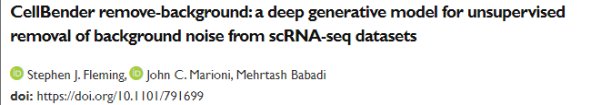 CellBender remove-background: a deep generative model for unsupervised
removal of background noise from scRNA-seq datasets
Stephen J. Fleming, John C. Marioni, Mehrtash Babadi
doi: https://doi.org/10.1101/791699